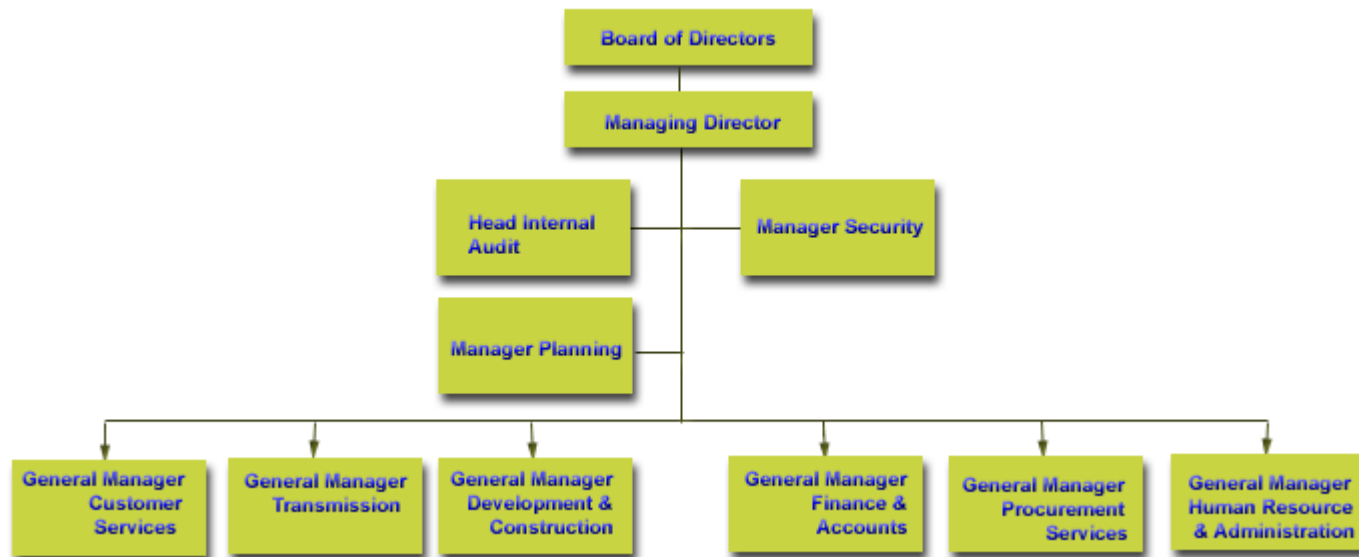 Board of Directors
Managing Director
Head Internal
Audit
Manager Security
Manager Planning
General Manager
Customer
Services
General Manager
Transmission
General Manager
Development &
Construction
General Manager
Finance &
Accounts
General Manager
Procurement
Services
General Manager
Human Resource
& Administration